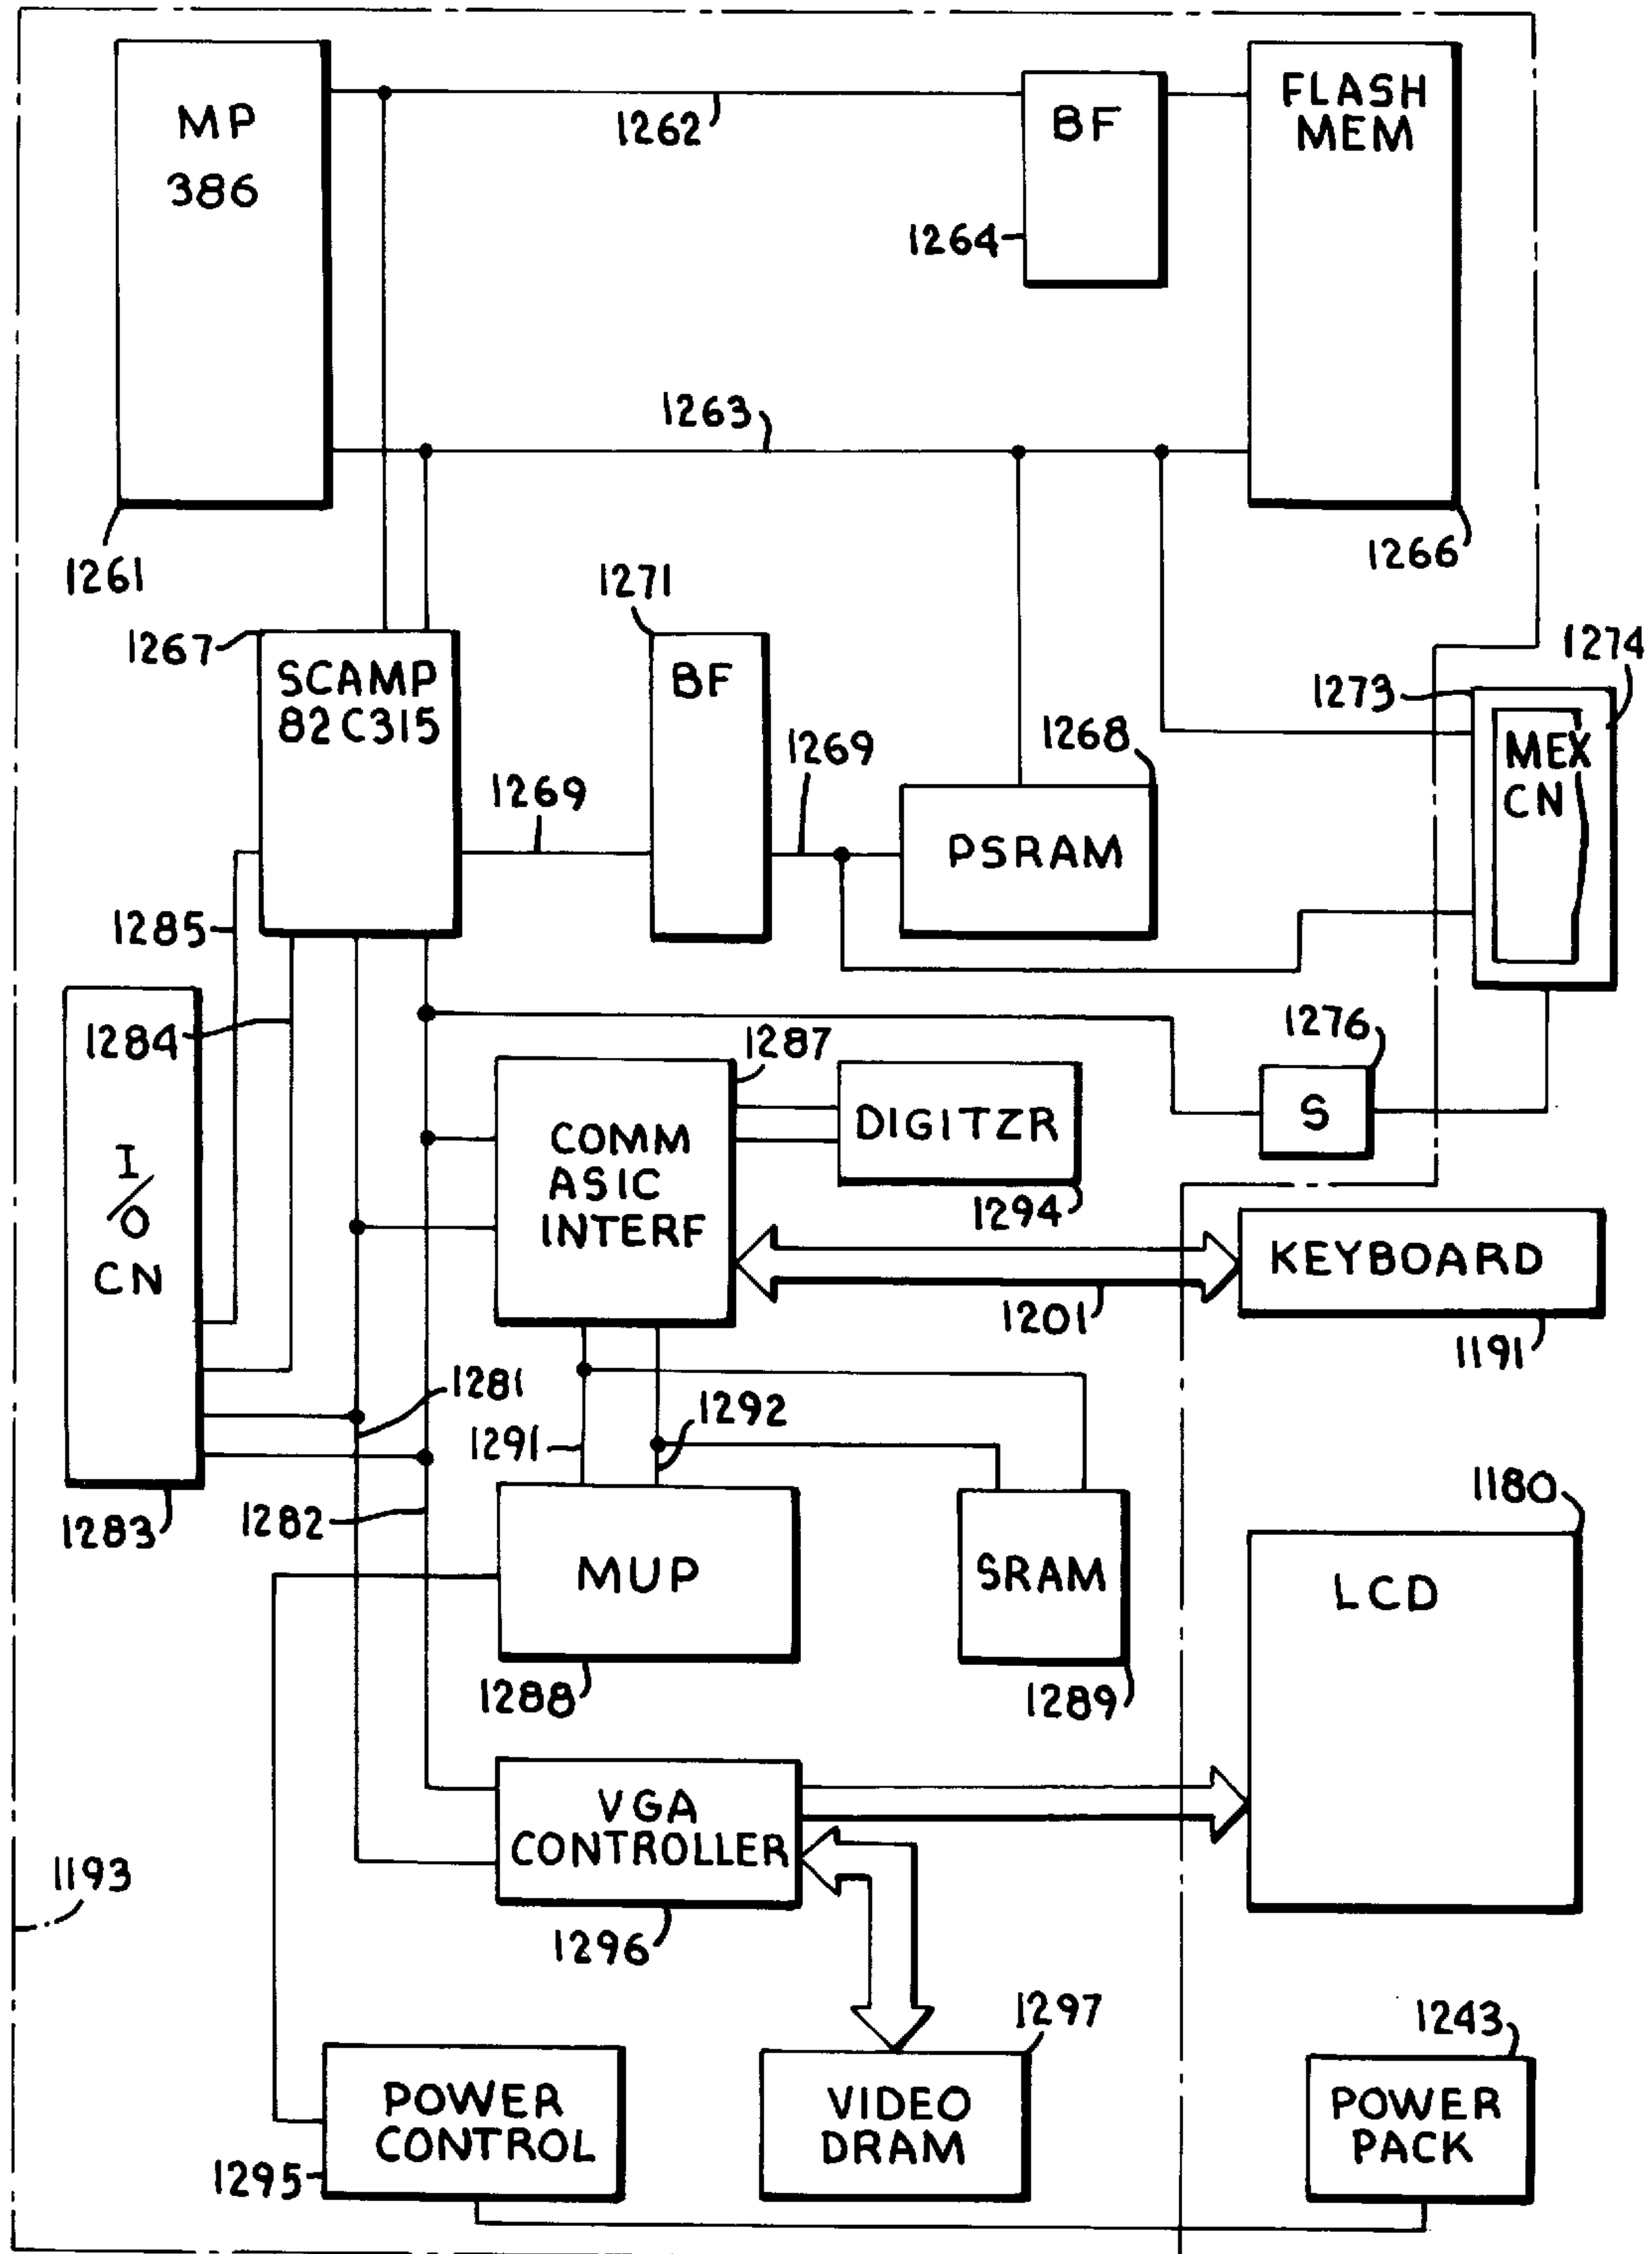 MP
386
1262
BF
FLASH
MEM
1264
1263
1261
1266
1271
1267
SCAMP
82C315
BF
1274
1273
MEX
CN
1268
1269
1269
PSRAM
1285
1284
1287
1276
S
COMM
ASIC
INTERF
DIGITZR
1294
I/O
CN
KEYBOARD
1201
1191
1281
1292
1291
1283
1282
1180
MUP
SRAM
LCD
1288
1289
VGA
CONTROLLER
1193
1296
1297
1243
POWER
CONTROL
VIDEO
DRAM
POWER
PACK
1295